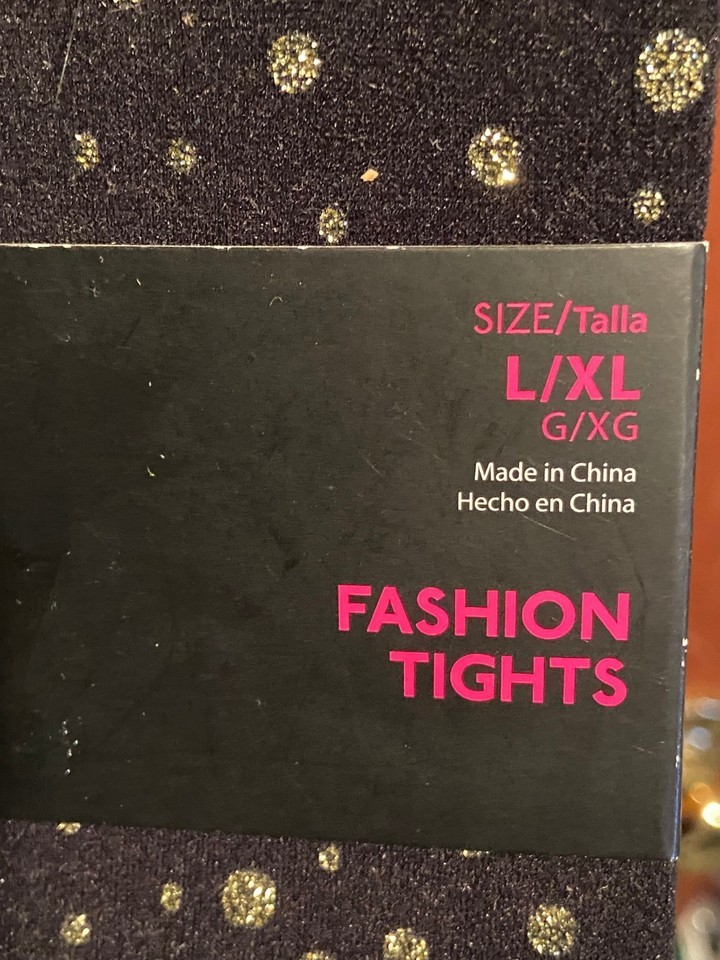 SIZE/Talla
L/XL
G/XG
Made in China
Hecho en China
FASHION
TIGHTS